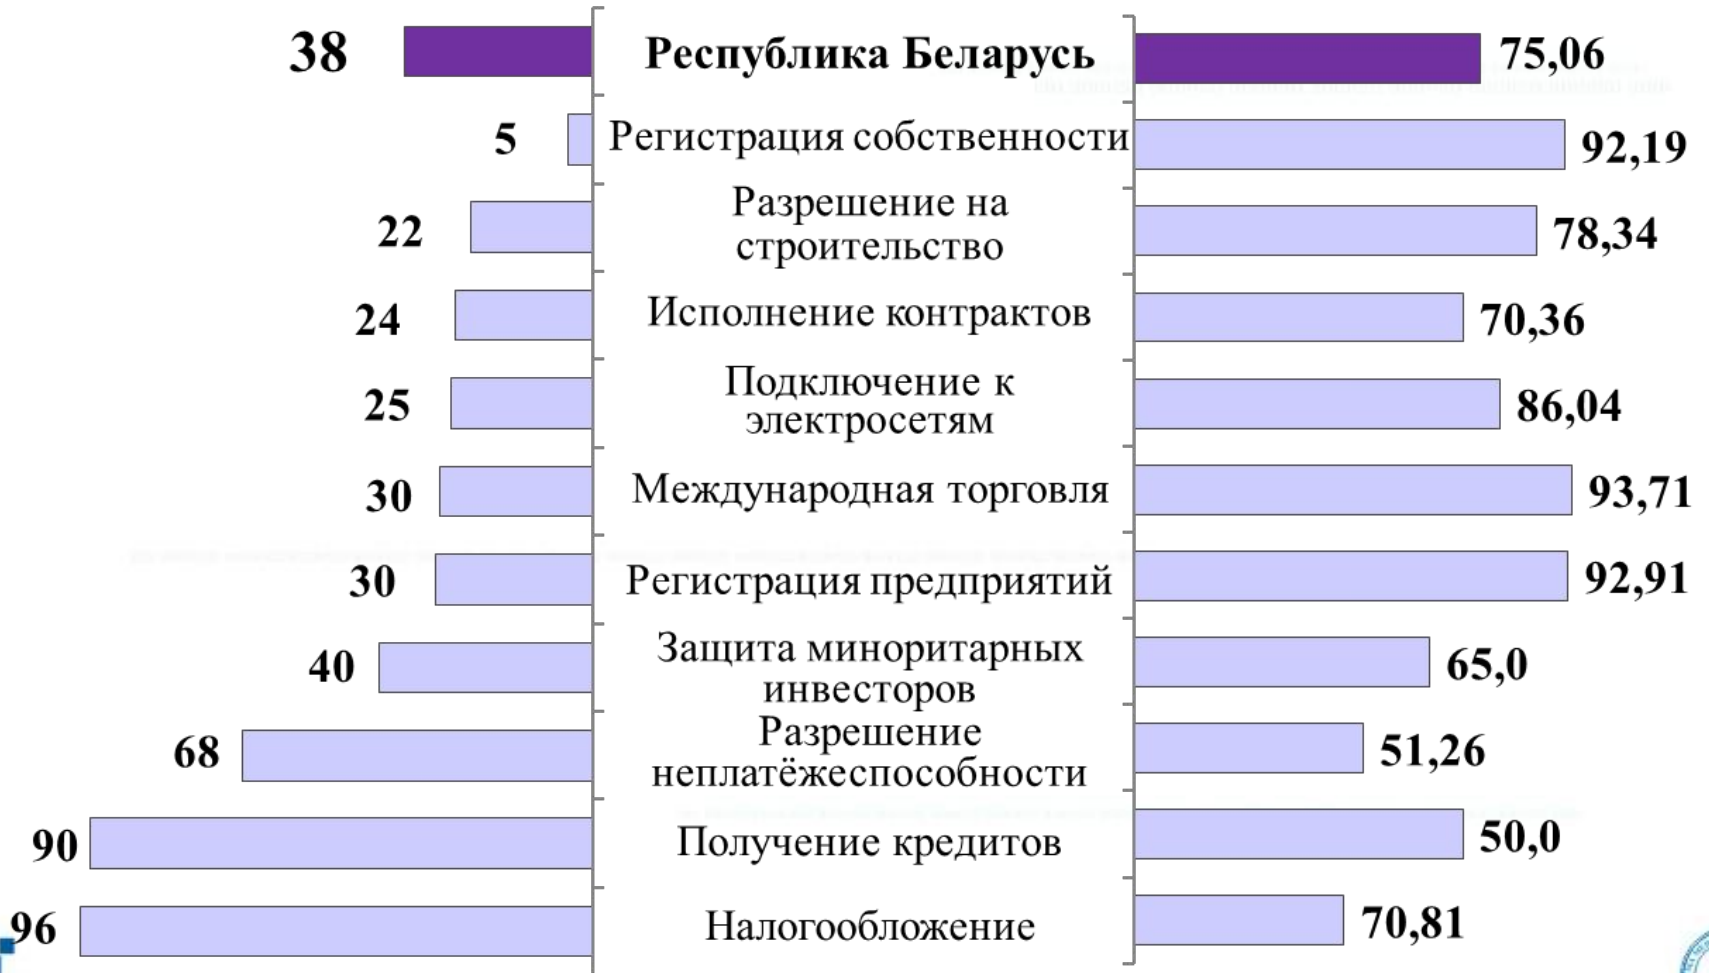 38 Республика Беларусь 75,06
5 Регистрация собственности 92,19
Разрешение на
22 строительство 78,34
24 Исполнение контрактов 70,36
Подключение к
25 электросетям 86,04
30 Международная торговля 93,71
30 Регистрация предприятий 92,91
Защита миноритарных
40 инвесторов 65,0
Разрешение
68 неплатёжеспособности 51,26
90 Получение кредитов 50,0
96 Налогообложение 70,81